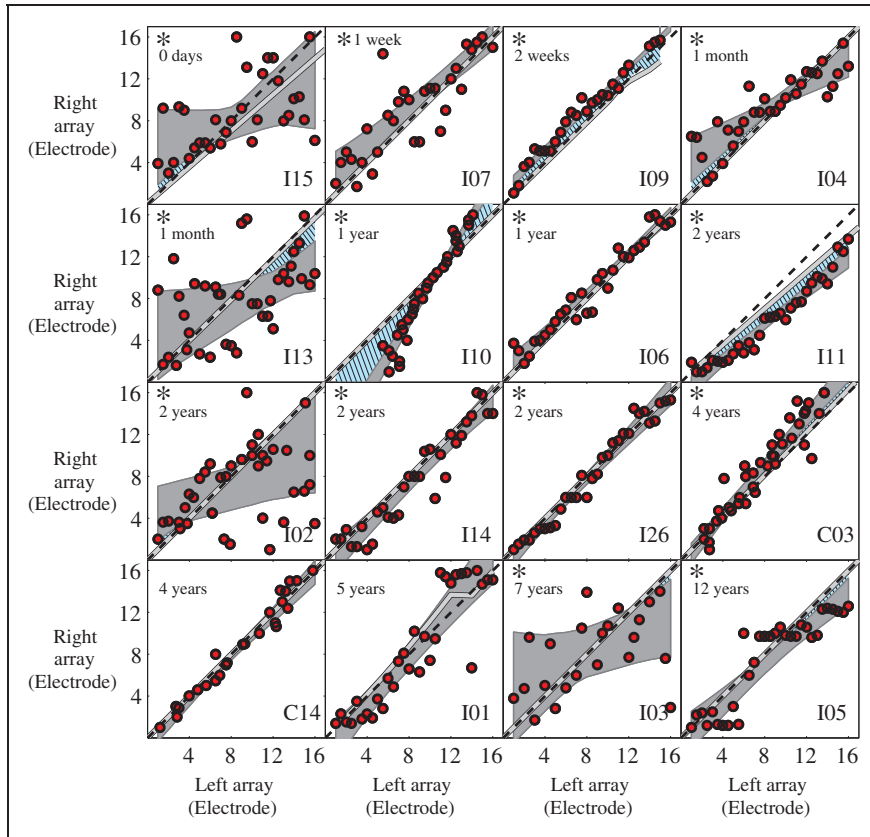 16
12
8
4
Right
array
(Electrode)
*
0 days
I15
*
1 week
I07
*
2 weeks
I09
*
1 month
I04
16
12
8
4
Right
array
(Electrode)
*
1 month
I13
*
1 year
I10
*
1 year
I06
*
2 years
I11
16
12
8
4
Right
array
(Electrode)
*
2 years
I02
*
2 years
I14
*
2 years
I26
*
4 years
C03
16
12
8
4
Right
array
(Electrode)
4 years
C14
5 years
I01
*
7 years
I03
*
12 years
I05
4 8 12 16
Left array
(Electrode)
4 8 12 16
Left array
(Electrode)
4 8 12 16
Left array
(Electrode)
4 8 12 16
Left array
(Electrode)